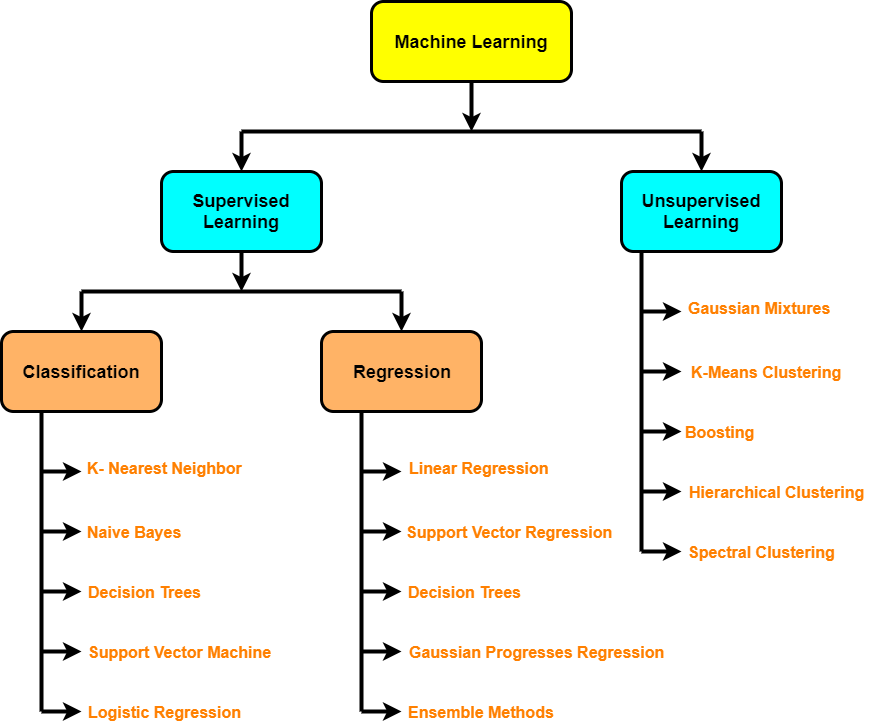 Machine Learning
Supervised
Learning
Unsupervised
Learning
Classification
Regression
K- Nearest Neighbor
Naive Bayes
Decision Trees
Support Vector Machine
Logistic Regression
Linear Regression
Support Vector Regression
Decision Trees
Gaussian Progresses Regression
Ensemble Methods
Gaussian Mixtures
K-Means Clustering
Boosting
Hierarchical Clustering
Spectral Clustering